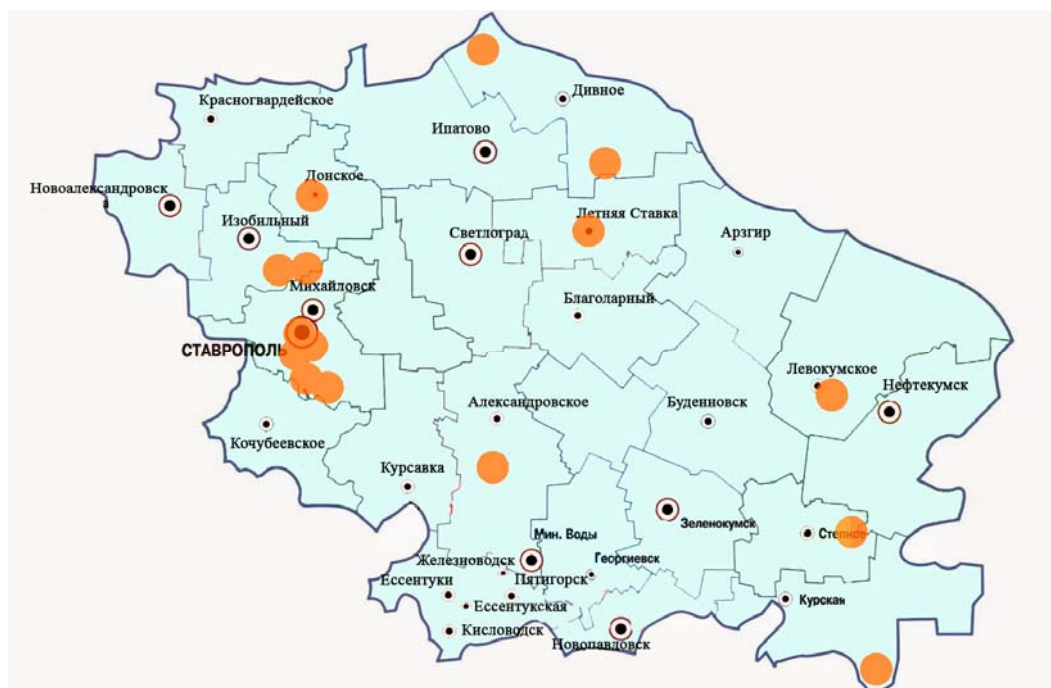 Красногвардейское
Дивное
Ипатово
Донское
Новоалександровск
а
Изобильный
Летняя Ставка
Светлоград
Арзгир
Михайловск
Благодарный
СТАВРОПОЛЬ
Левокумское
Нефтекумск
Александровское
Буденновск
Кочубеевское
Курсавка
Зеленокумск
Степное
Мин. Воды
Железноводск
Георгиевск
Ессентуки
Пятигорск
Ессентукская
Курская
Кисловодск
Новопавловск